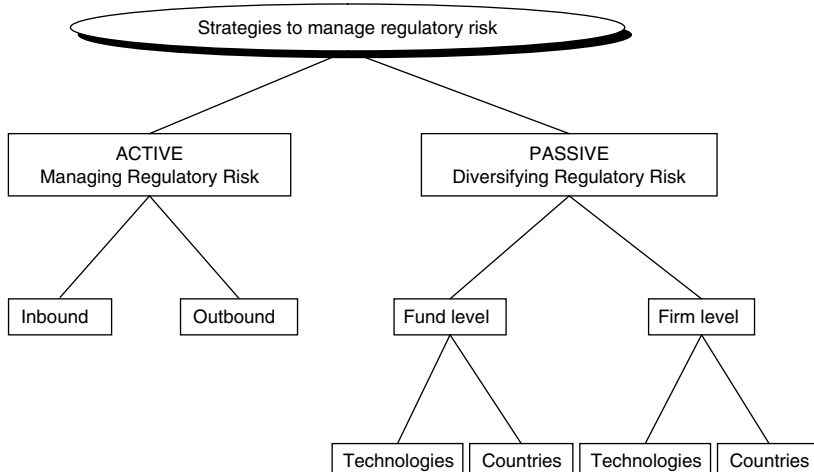 Strategies to manage regulatory risk
ACTIVE
Managing Regulatory Risk
PASSIVE
Diversifying Regulatory Risk
Inbound
Outbound
Fund level
Firm level
Technologies
Countries
Technologies
Countries